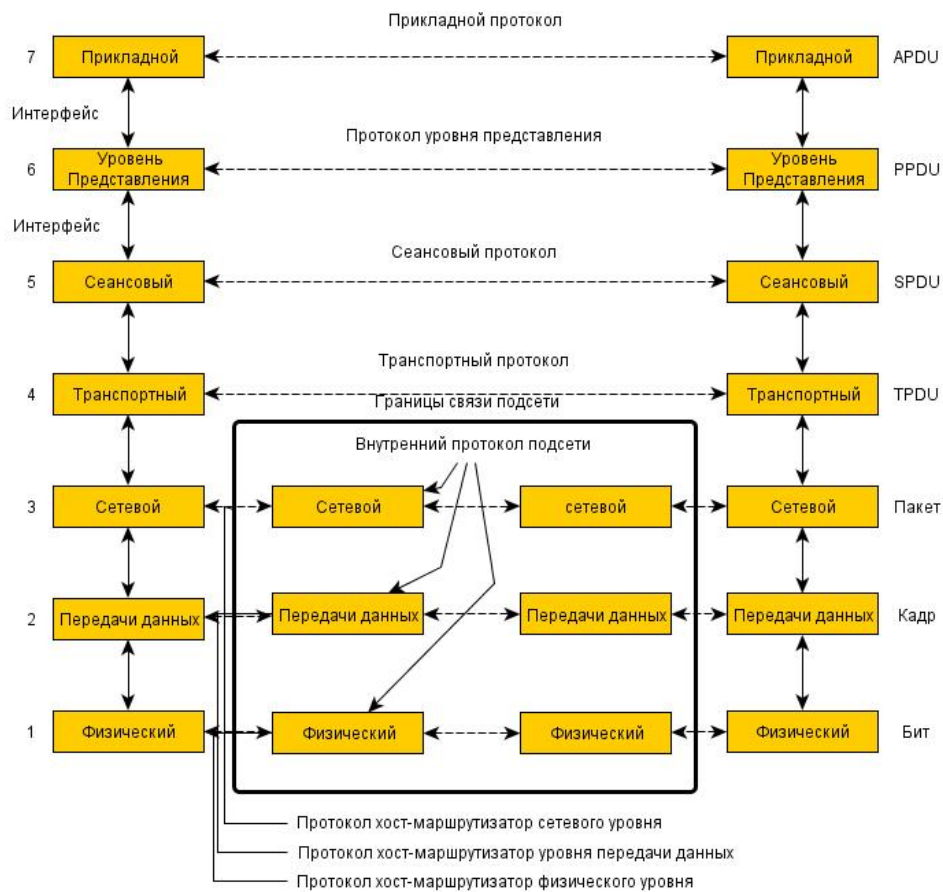 Прикладной протокол
7 Прикладной Прикладной APDU
Интерфейс
Протокол уровня представления
6 Уровень Представления Уровень Представления PPDU
Интерфейс
Сеансовый протокол
5 Сеансовый Сеансовый SPDU
Транспортный протокол
4 Транспортный Транспортный TPDU
Границы связи подсети
Внутренний протокол подсети
3 Сетевой Сетевой сетевой Сетевой Пакет
2 Передачи данных Передачи данных Передачи данных Передачи данных Кадр
1 Физический Физический Физический Физический Бит
Протокол хост-маршрутизатор сетевого уровня
Протокол хост-маршрутизатор уровня передачи данных
Протокол хост-маршрутизатор физического уровня